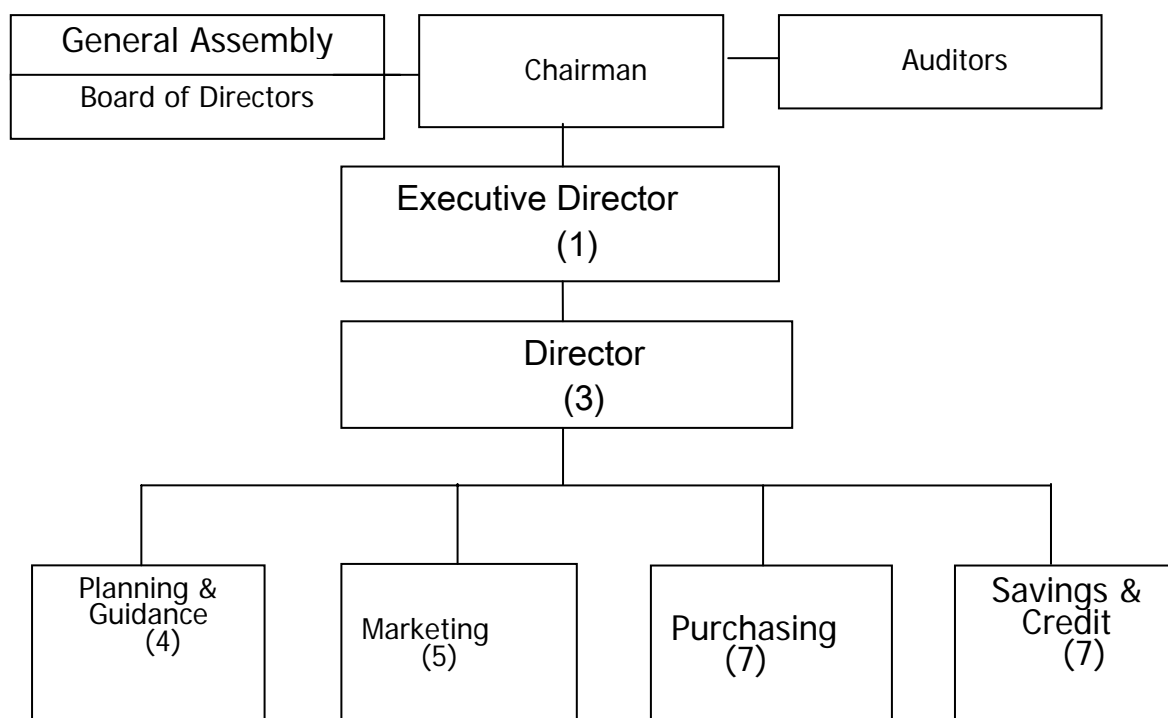 General Assembly
Board of Directors
Chairman
Auditors
Executive Director
(1)
Director
(3)
Planning &
Guidance
(4)
Marketing
(5)
Purchasing
(7)
Savings &
Credit
(7)